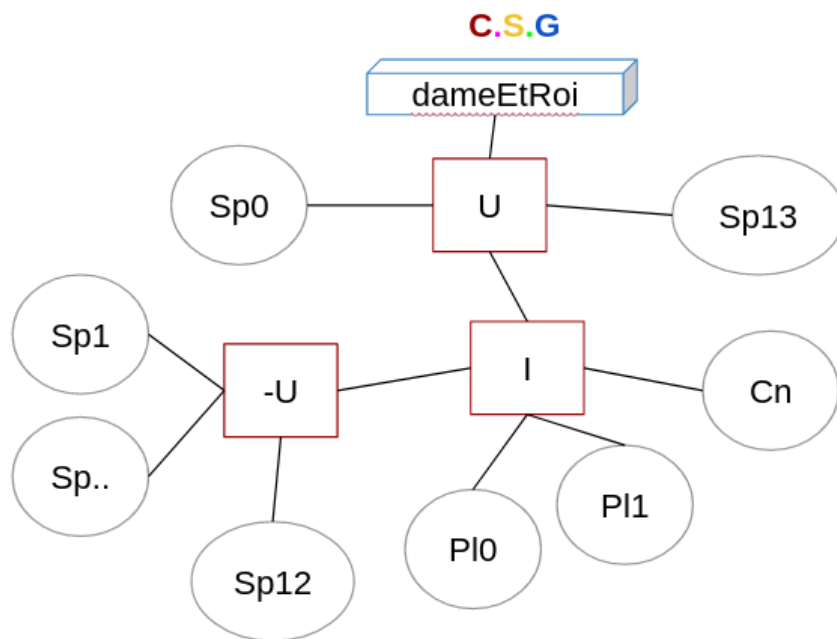 C.S.G
dameEtRoi
Sp0
U
Sp13
Sp1
-U
I
Cn
Sp..
Pl0
Pl1
Sp12